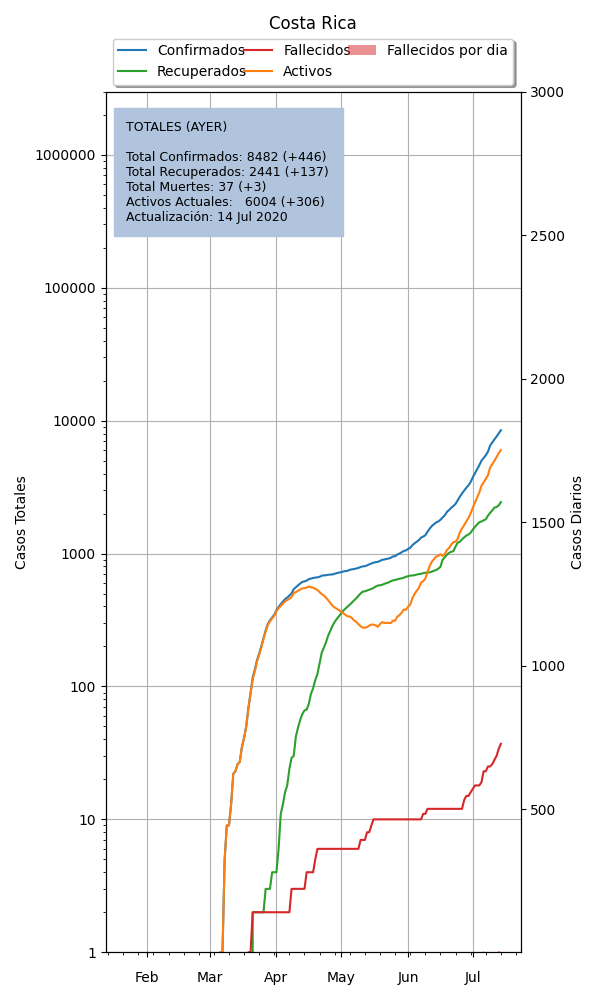 Costa Rica
Confirmados Fallecidos Fallecidos por dia
Recuperados Activos
TOTALES (AYER)
Total Confirmados: 8482 (+446)
Total Recuperados: 2441 (+137)
Total Muertes: 37 (+3)
Activos Actuales: 6004 (+306)
Actualización: 14 Jul 2020
1000000
100000
10000
1000
100
10
1
Casos Totales
3000
2500
2000
1500
1000
500
Casos Diarios
Feb Mar Apr May Jun Jul